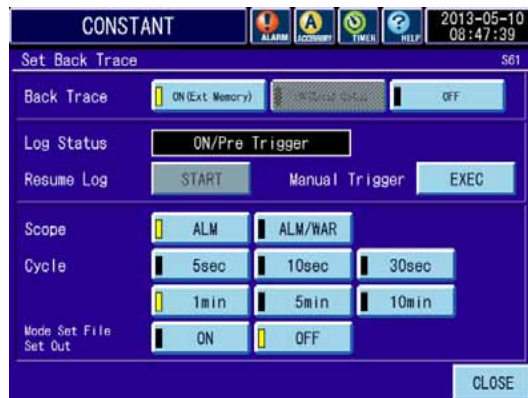 CONSTANT
ALARM ACCESSORY TIMER HELP
2013-05-10
08:47:39
Set Back Trace S61
Back Trace ON(Ext Memory) OFF
Log Status ON/Pre Trigger
Resume Log START Manual Trigger EXEC
Scope ALM ALM/WAR
Cycle 5sec 10sec 30sec
1min 5min 10min
Mode Set File
Set Out ON OFF
CLOSE